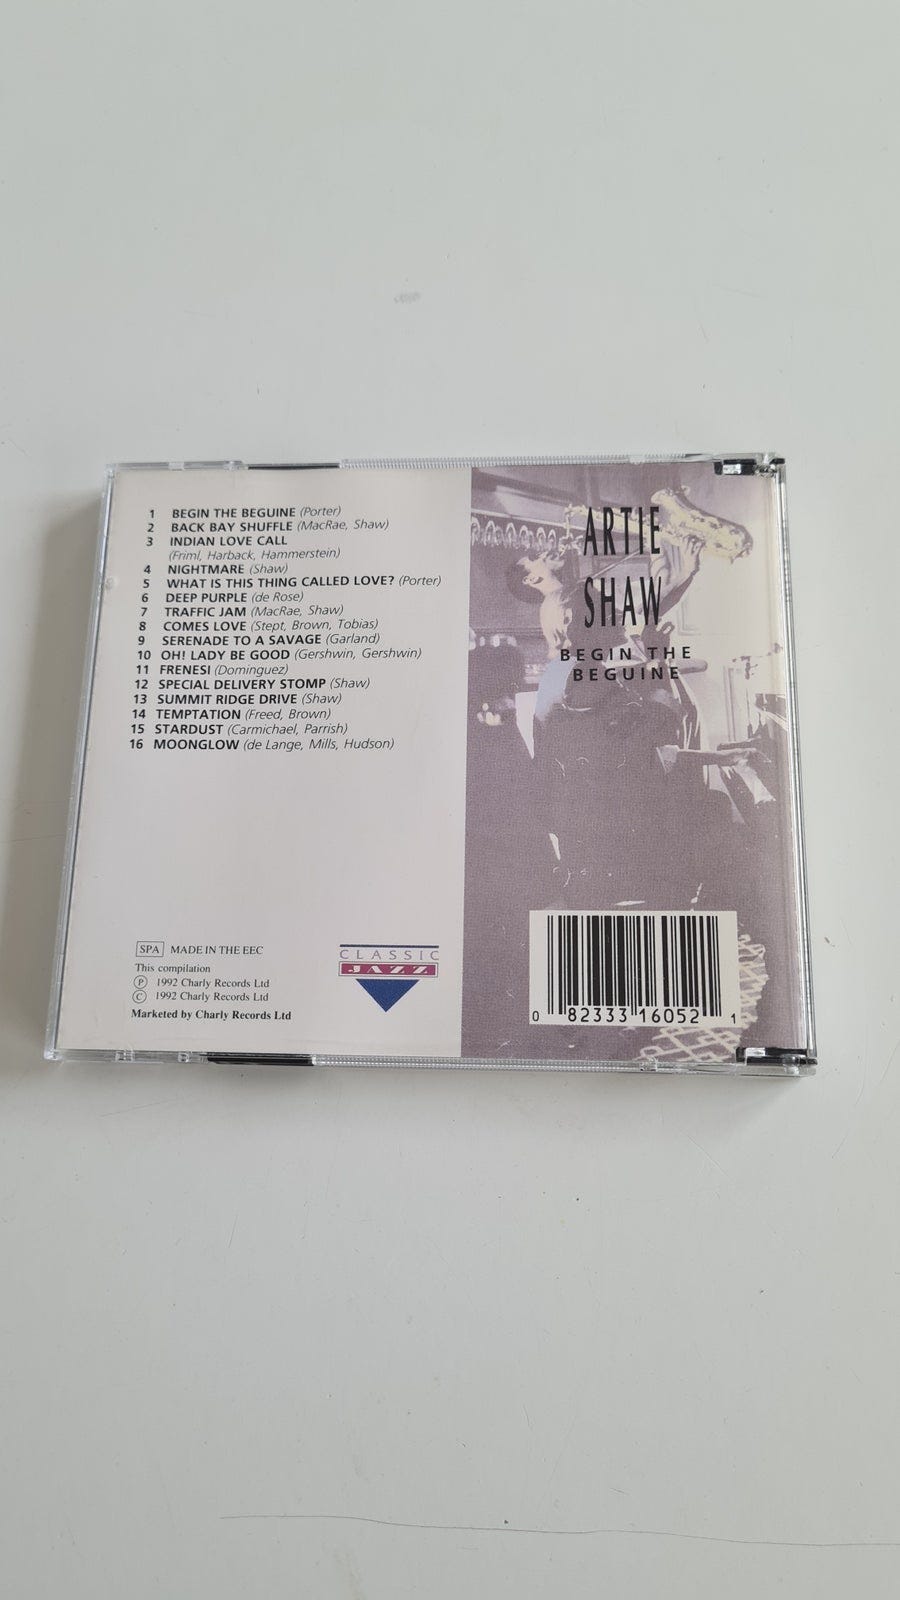 1 BEGIN THE BEGUINE (Porter)
2 BACK BAY SHUFFLE (MacRae, Shaw)
3 INDIAN LOVE CALL
(Friml, Harback, Hammerstein)
4 NIGHTMARE (Shaw)
5 WHAT IS THIS THING CALLED LOVE? (Porter)
6 DEEP PURPLE (de Rose)
7 TRAFFIC JAM (MacRae, Shaw)
8 COMES LOVE (Stept, Brown, Tobias)
9 SERENADE TO A SAVAGE (Garland)
10 OH! LADY BE GOOD (Gershwin, Gershwin)
11 FRENESI (Dominguez)
12 SPECIAL DELIVERY STOMP (Shaw)
13 SUMMIT RIDGE DRIVE (Shaw)
14 TEMPTATION (Freed, Brown)
15 STARDUST (Carmichael, Parrish)
16 MOONGLOW (de Lange, Mills, Hudson)
SPA MADE IN THE EEC
This compilation
Ⓟ 1992 Charly Records Ltd
© 1992 Charly Records Ltd
Marketed by Charly Records Ltd
CLASSIC
JAZZ
ARTIE
SHAW
BEGIN THE
BEGUINE
0 82333 16052 1